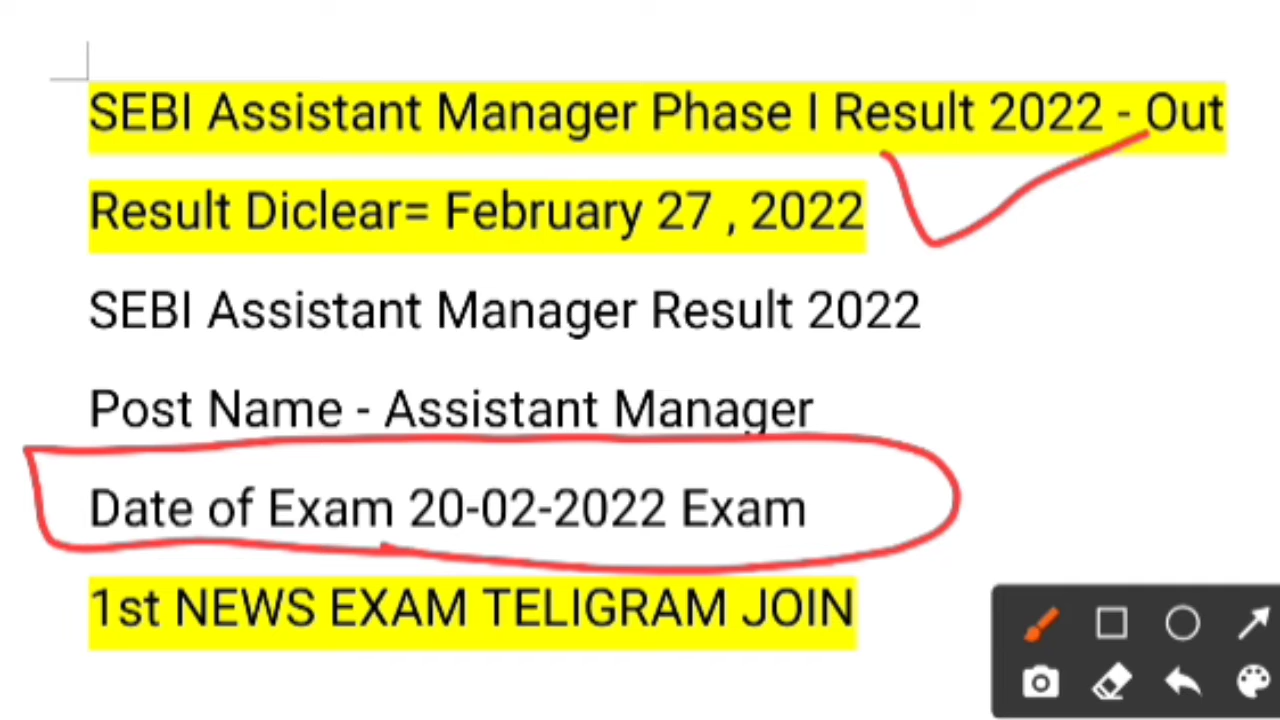 SEBI Assistant Manager Phase I Result 2022 - Out
Result Diclear= February 27 , 2022
SEBI Assistant Manager Result 2022
Post Name - Assistant Manager
Date of Exam 20-02-2022 Exam
1st NEWS EXAM TELIGRAM JOIN